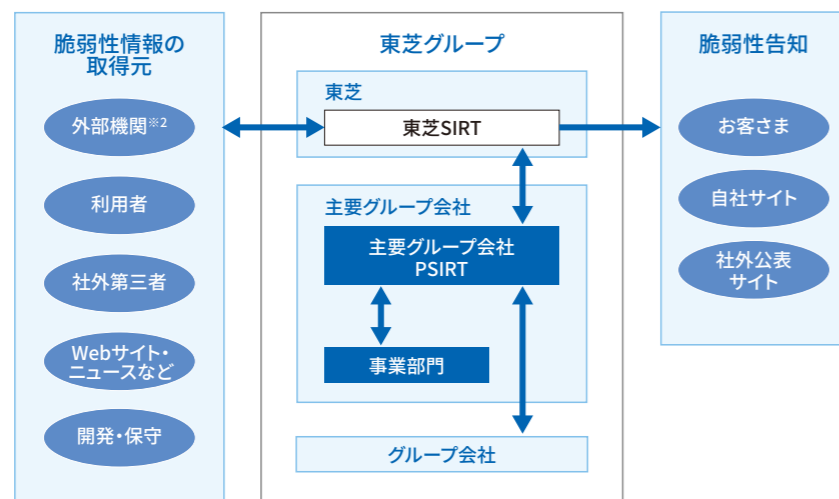 脆弱性情報の
取得元
外部機関※2
利用者
社外第三者
Webサイト・
ニュースなど
開発・保守
東芝グループ
東芝
東芝SIRT
主要グループ会社
主要グループ会社
PSIRT
事業部門
グループ会社
脆弱性告知
お客さま
自社サイト
社外公表
サイト